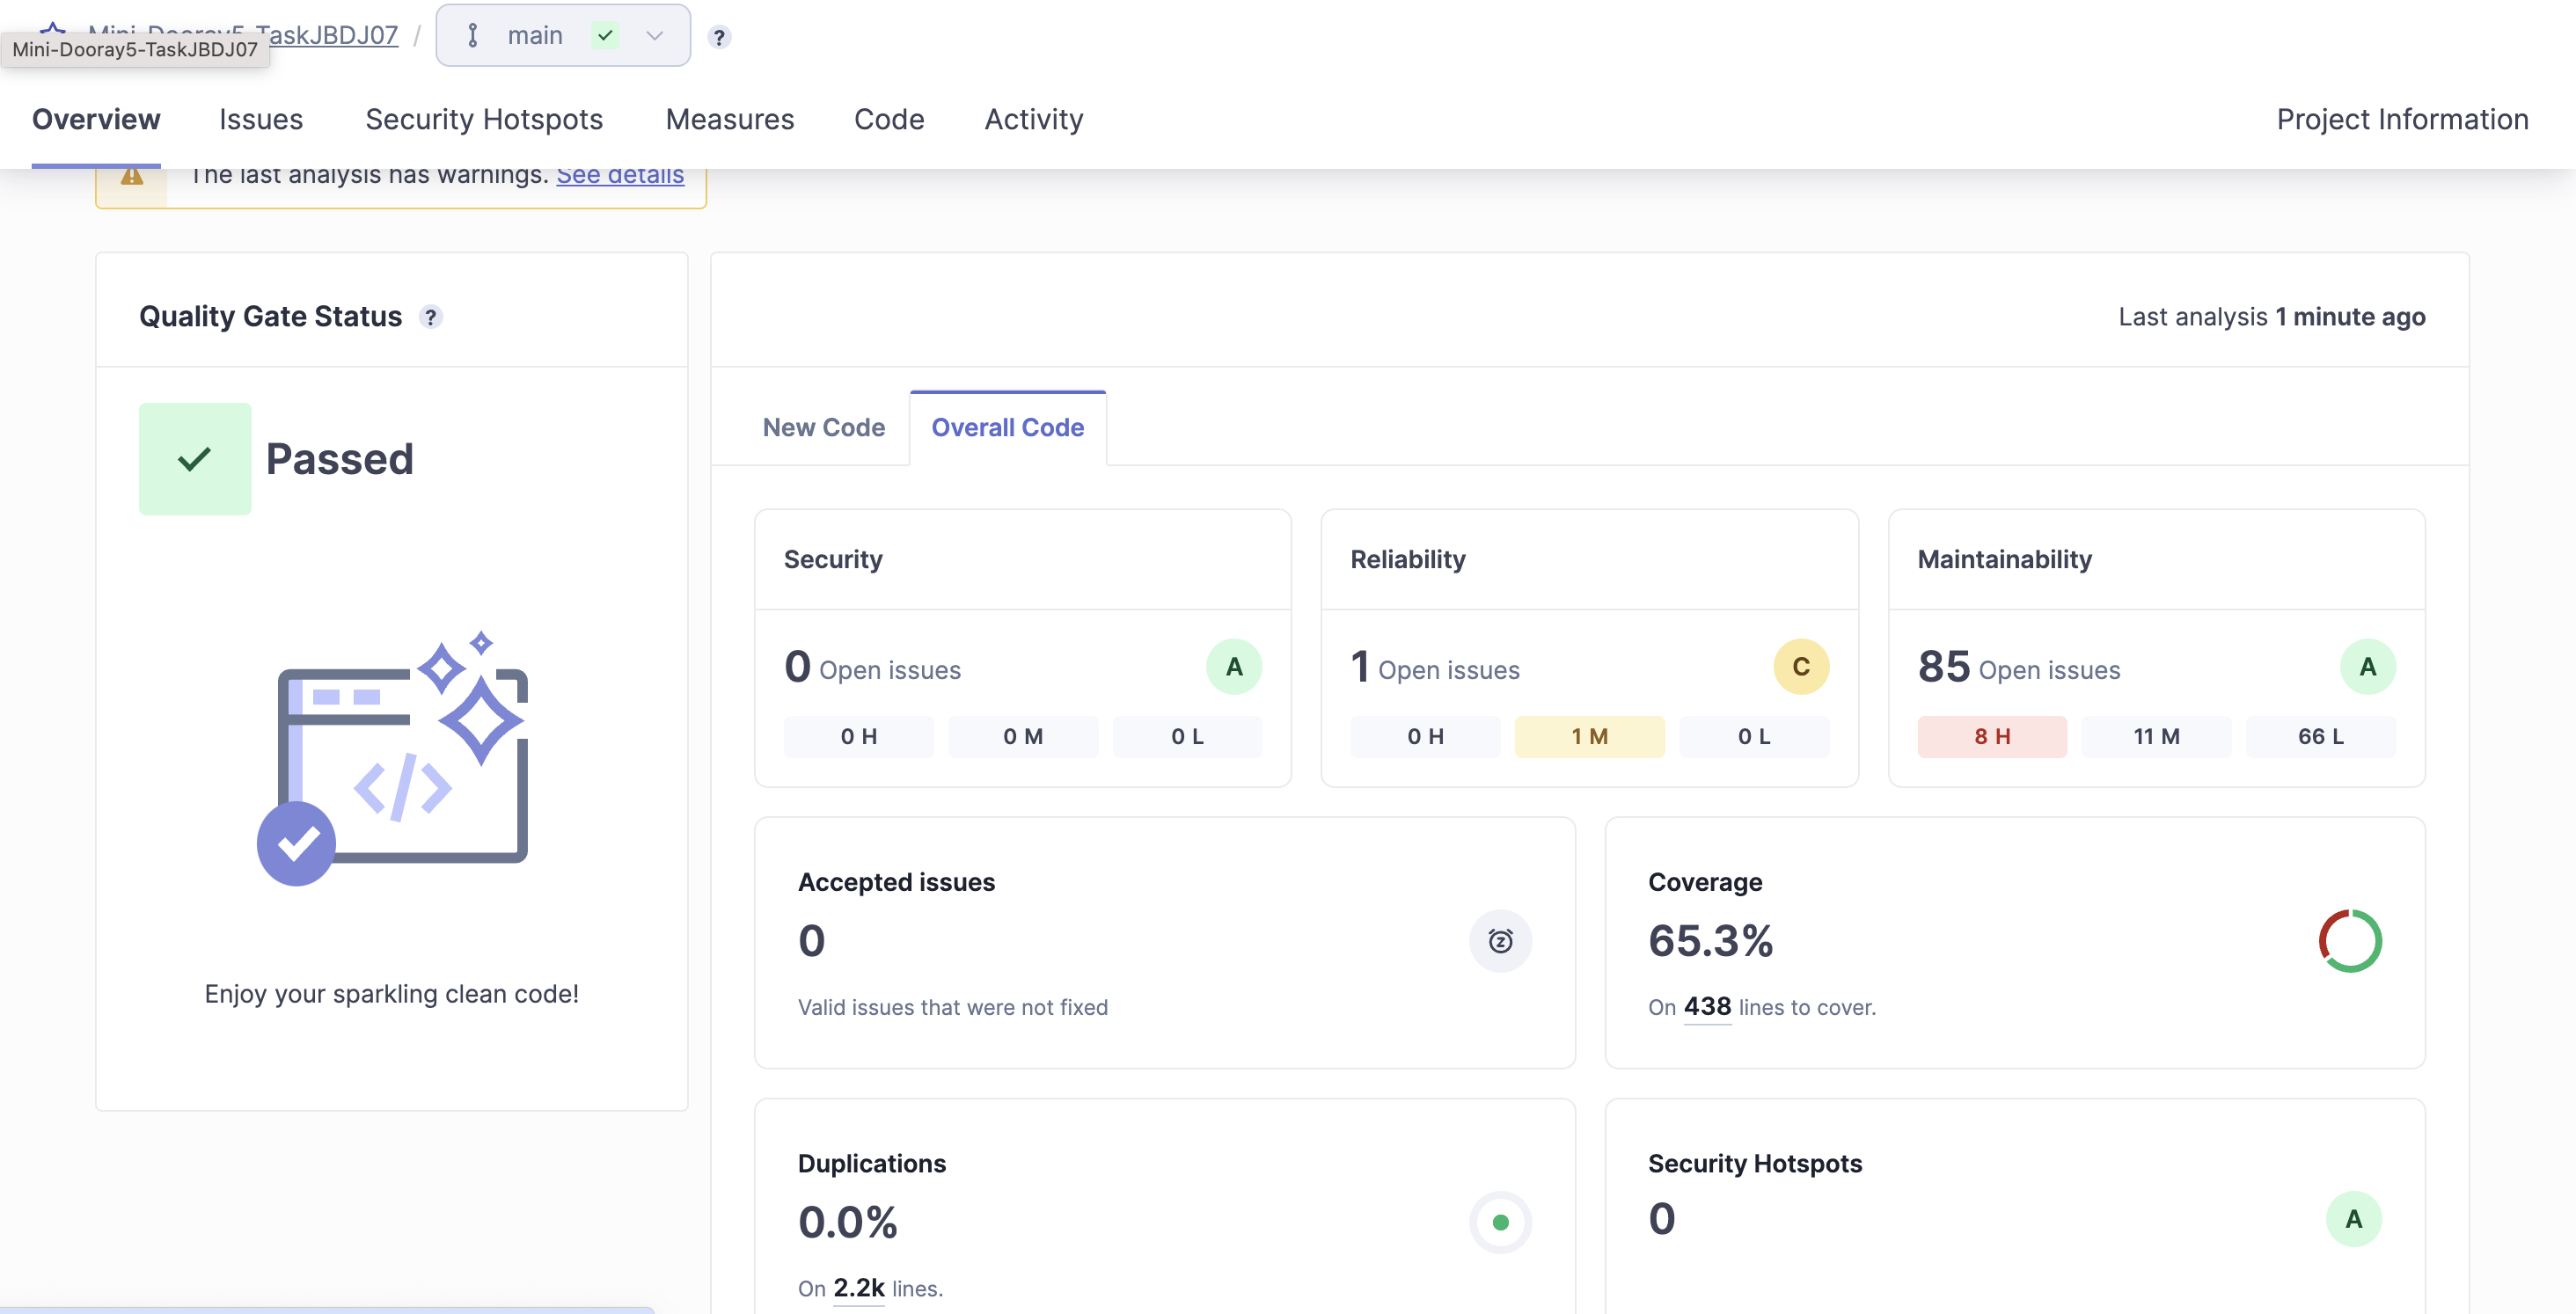 TaskJBDJ07 / main ?
Mini-Dooray5-TaskJBDJ07
Overview Issues Security Hotspots Measures Code Activity Project Information
The last analysis has warnings. See details
Quality Gate Status ?
Last analysis 1 minute ago
Passed
New Code Overall Code
Security
0 Open issues A
0 H 0 M 0 L
Reliability
1 Open issues C
0 H 1 M 0 L
Maintainability
85 Open issues A
8 H 11 M 66 L
Enjoy your sparkling clean code!
Accepted issues
0
Valid issues that were not fixed
Coverage
65.3%
On 438 lines to cover.
Duplications
0.0%
On 2.2k lines.
Security Hotspots
0
A